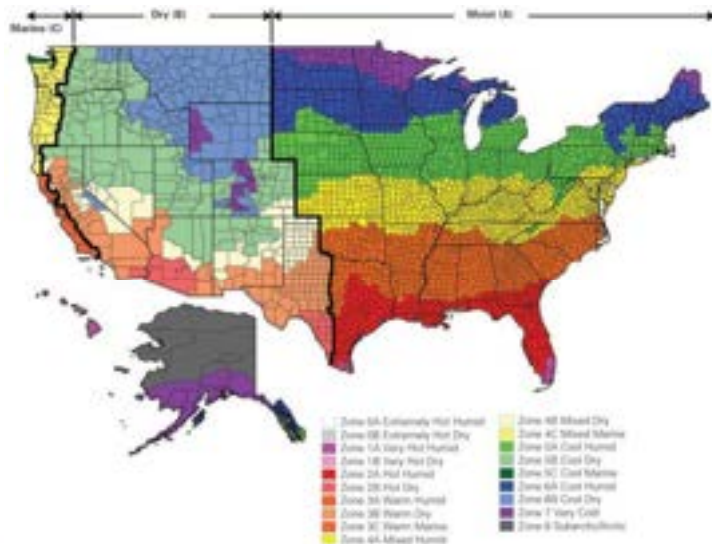 Marine (C) Dry (B) Moist (A)
Zone 0A Extremely Hot Humid
Zone 0B Extremely Hot Dry
Zone 1A Very Hot Humid
Zone 1B Very Hot Dry
Zone 2A Hot Humid
Zone 2B Hot Dry
Zone 3A Warm Humid
Zone 3B Warm Dry
Zone 3C Warm Marine
Zone 4A Mixed Humid
Zone 4B Mixed Dry
Zone 4C Mixed Marine
Zone 5A Cool Humid
Zone 5B Cool Dry
Zone 5C Cool Marine
Zone 6A Cool Humid
Zone 6B Cool Dry
Zone 7 Very Cold
Zone 8 Subarctic/Arctic